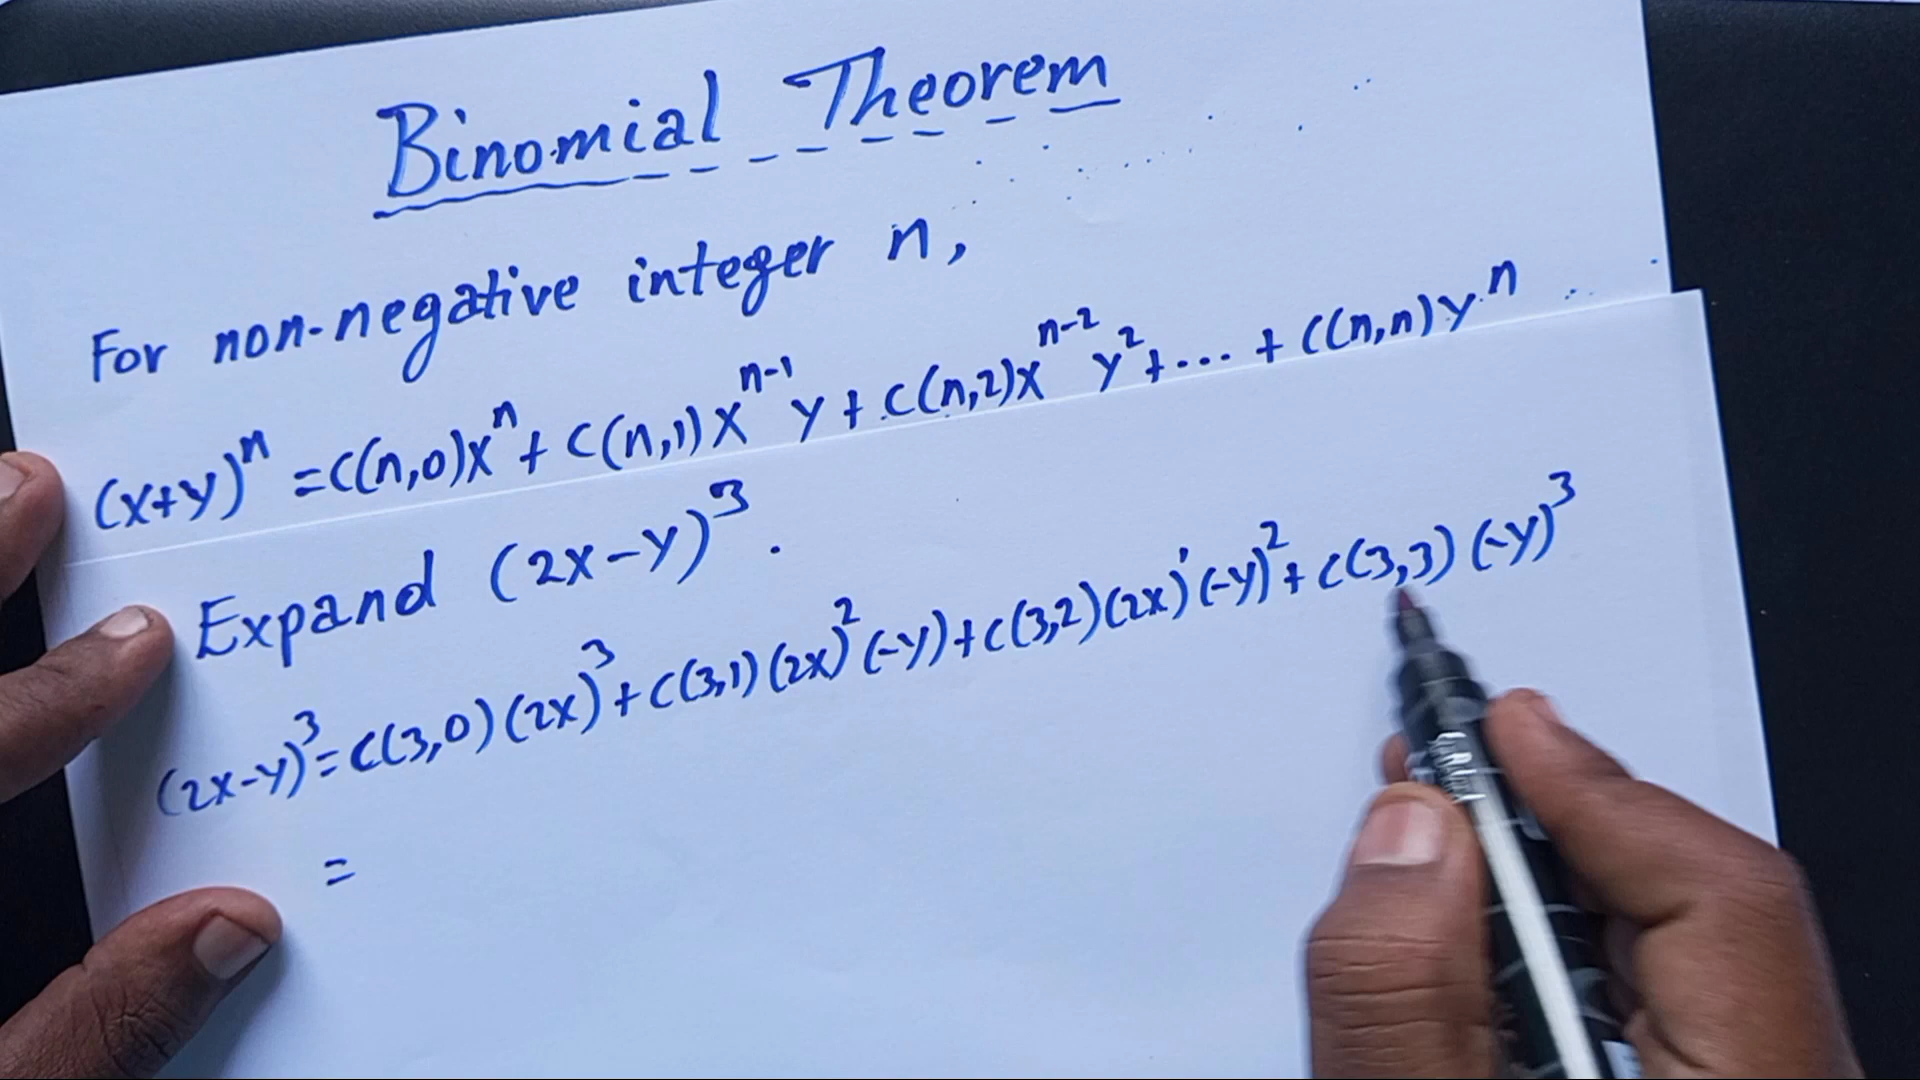 Binomial Theorem
For non-negative integer n,
(x+y)^n = C(n,0)x^n + C(n,1)x^{n-1}y + C(n,2)x^{n-2}y^2 + ... + C(n,n)y^n
Expand (2x-y)^3.
(2x-y)^3 = C(3,0)(2x)^3 + C(3,1)(2x)^2(-y) + C(3,2)(2x)^1(-y)^2 + C(3,3)(-y)^3
=